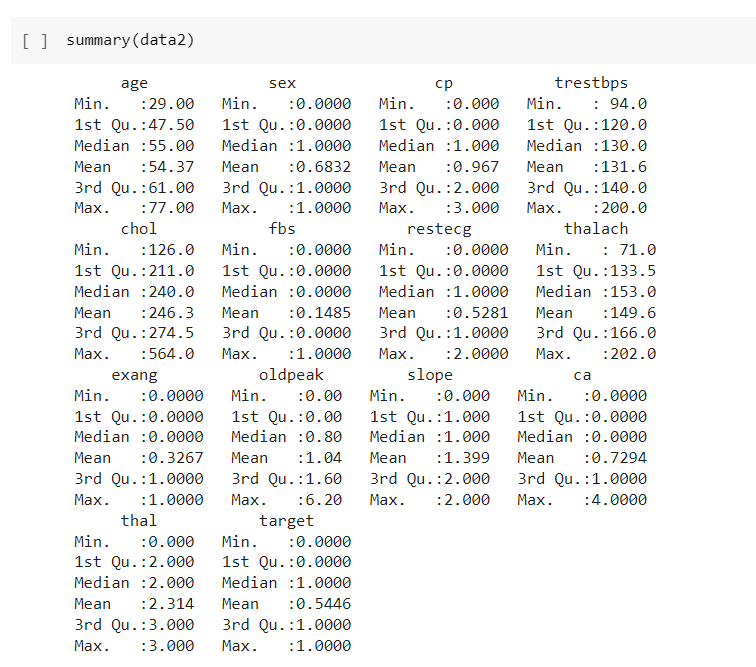 [ ] summary(data2)
age sex cp trestbps
Min. :29.00 Min. :0.0000 Min. :0.000 Min. : 94.0
1st Qu.:47.50 1st Qu.:0.0000 1st Qu.:0.000 1st Qu.:120.0
Median :55.00 Median :1.0000 Median :1.000 Median :130.0
Mean :54.37 Mean :0.6832 Mean :0.967 Mean :131.6
3rd Qu.:61.00 3rd Qu.:1.0000 3rd Qu.:2.000 3rd Qu.:140.0
Max. :77.00 Max. :1.0000 Max. :3.000 Max. :200.0
chol fbs restecg thalach
Min. :126.0 Min. :0.0000 Min. :0.0000 Min. : 71.0
1st Qu.:211.0 1st Qu.:0.0000 1st Qu.:0.0000 1st Qu.:133.5
Median :240.0 Median :0.0000 Median :1.0000 Median :153.0
Mean :246.3 Mean :0.1485 Mean :0.5281 Mean :149.6
3rd Qu.:274.5 3rd Qu.:0.0000 3rd Qu.:1.0000 3rd Qu.:166.0
Max. :564.0 Max. :1.0000 Max. :2.0000 Max. :202.0
exang oldpeak slope ca
Min. :0.0000 Min. :0.00 Min. :0.000 Min. :0.0000
1st Qu.:0.0000 1st Qu.:0.00 1st Qu.:1.000 1st Qu.:0.0000
Median :0.0000 Median :0.80 Median :1.000 Median :0.0000
Mean :0.3267 Mean :1.04 Mean :1.399 Mean :0.7294
3rd Qu.:1.0000 3rd Qu.:1.60 3rd Qu.:2.000 3rd Qu.:1.0000
Max. :1.0000 Max. :6.20 Max. :2.000 Max. :4.0000
thal target
Min. :0.000 Min. :0.0000
1st Qu.:2.000 1st Qu.:0.0000
Median :2.000 Median :1.0000
Mean :2.314 Mean :0.5446
3rd Qu.:3.000 3rd Qu.:1.0000
Max. :3.000 Max. :1.0000